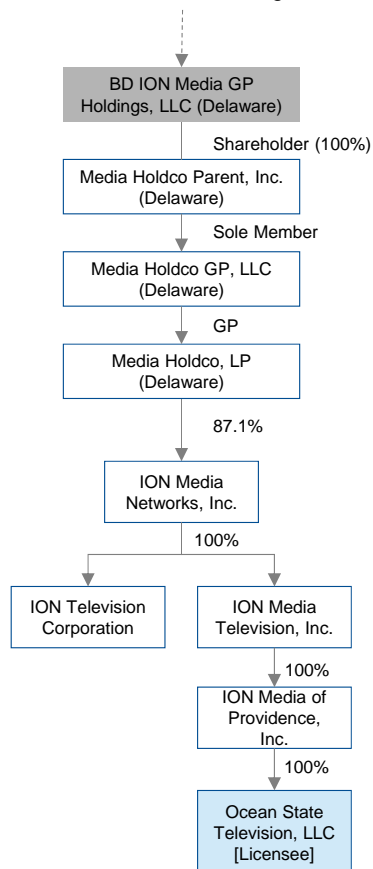 BD ION Media GP
Holdings, LLC (Delaware)
Shareholder (100%)
Media Holdco Parent, Inc.
(Delaware)
Sole Member
Media Holdco GP, LLC
(Delaware)
GP
Media Holdco, LP
(Delaware)
87.1%
ION Media
Networks, Inc.
100%
ION Television
Corporation
ION Media
Television, Inc.
100%
ION Media of
Providence,
Inc.
100%
Ocean State
Television, LLC
[Licensee]